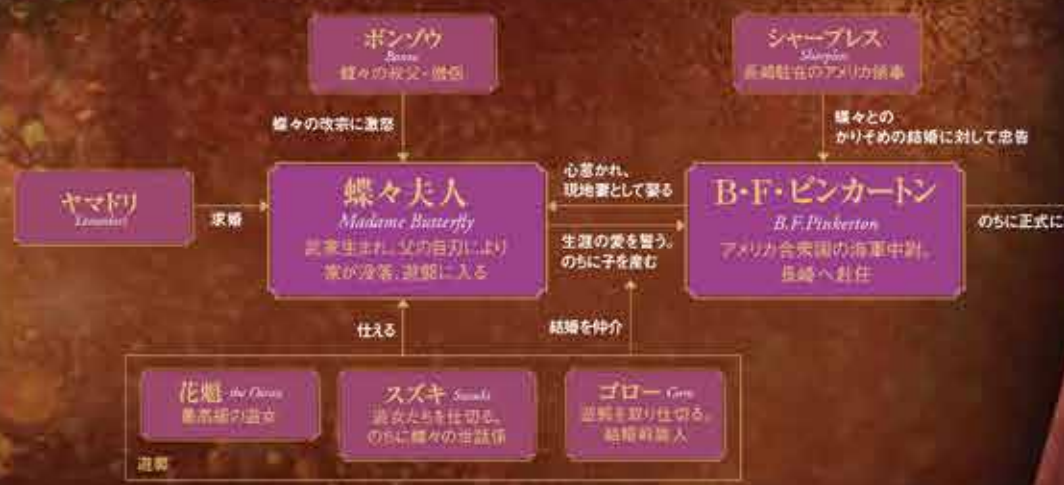 ボンゾウ
Bonzo
蝶々の叔父・僧侶
シャープレス
Sharpless
長崎駐在のアメリカ領事
蝶々の改宗に激怒
蝶々との
かりそめの結婚に対して忠告
ヤマドリ
求婚
蝶々夫人
Madame Butterfly
武家生まれ、父の自刃により
家が没落、遊郭に入る
心惹かれ、
現地妻として娶る
生涯の愛を誓う。
のちに子を産む
B・F・ピンカートン
B.F.Pinkerton
アメリカ合衆国の海軍中尉。
長崎へ赴任
のちに正式に
仕える
結婚を仲介
花魁 the Oiran
最高級の遊女
スズキ Suzuki
遊女たちを仕切る。
のちに蝶々の世話係
ゴロー Goro
遊郭を取り仕切る。
結婚斡旋人
遊郭